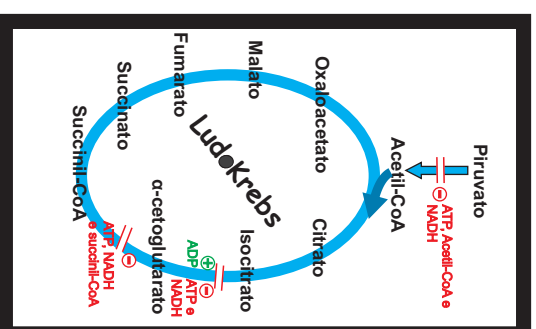 Piruvato
ATP, Acetil-CoA e
NADH
Acetil-CoA
Oxaloacetato
Citrato
Malato
Isocitrato
ADP
ATP e
NADH
Fumarato
LudoKrebs
α-cetoglutarato
Succinato
ATP, NADH
e succinil-CoA
Succinil-CoA